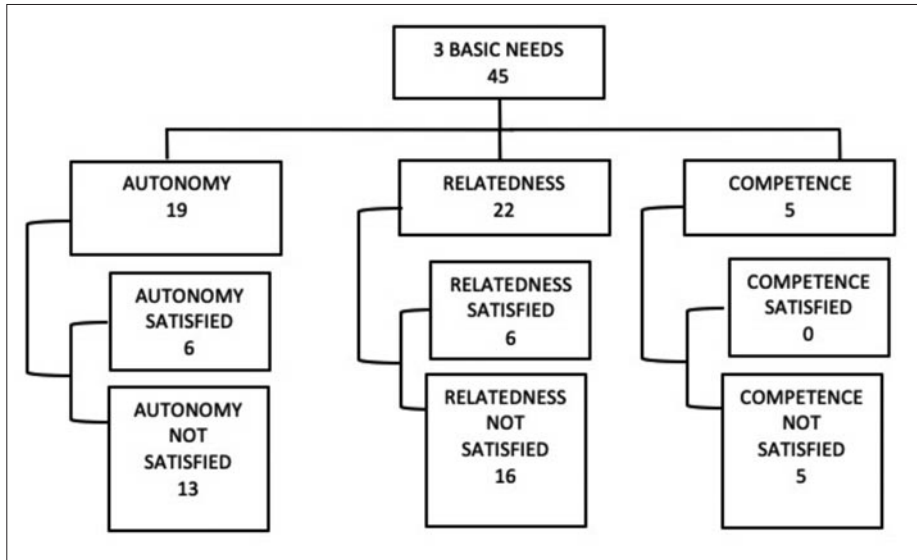 3 BASIC NEEDS
45
AUTONOMY
19
AUTONOMY
SATISFIED
6
AUTONOMY
NOT
SATISFIED
13
RELATEDNESS
22
RELATEDNESS
SATISFIED
6
RELATEDNESS
NOT
SATISFIED
16
COMPETENCE
5
COMPETENCE
SATISFIED
0
COMPETENCE
NOT
SATISFIED
5